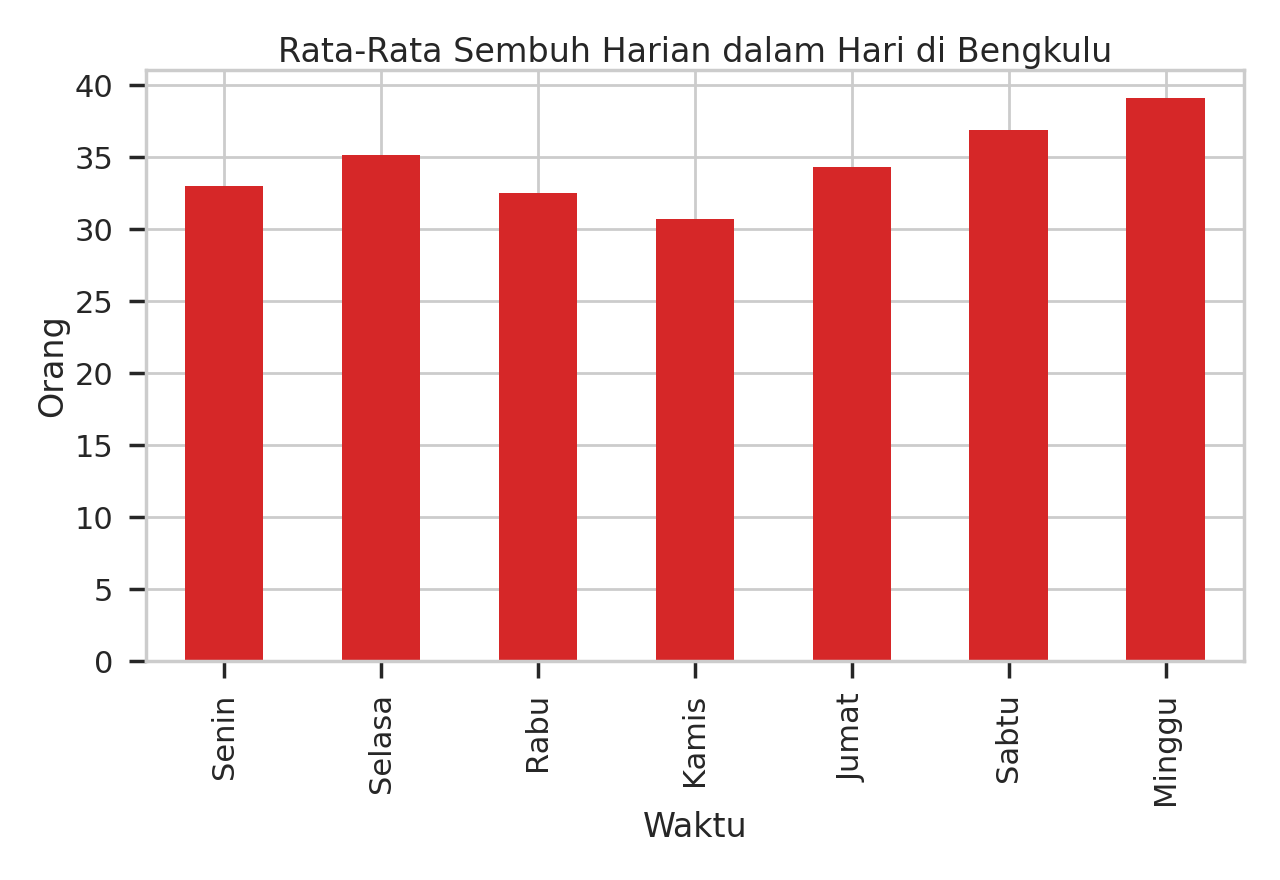 Rata-Rata Sembuh Harian dalam Hari di Bengkulu
40
35
30
25
20
15
10
5
0
Orang
Senin
Selasa
Rabu
Kamis
Jumat
Sabtu
Minggu
Waktu